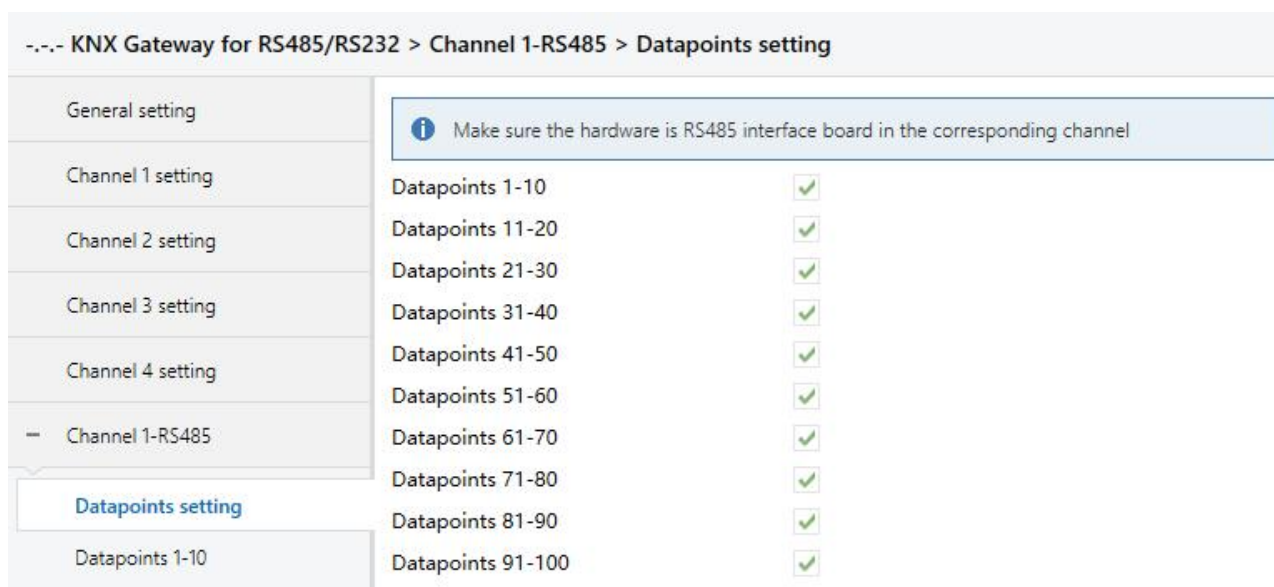 -.-.- KNX Gateway for RS485/RS232 > Channel 1-RS485 > Datapoints setting
General setting
Channel 1 setting
Channel 2 setting
Channel 3 setting
Channel 4 setting
− Channel 1-RS485
Datapoints setting
Datapoints 1-10
Make sure the hardware is RS485 interface board in the corresponding channel
Datapoints 1-10
Datapoints 11-20
Datapoints 21-30
Datapoints 31-40
Datapoints 41-50
Datapoints 51-60
Datapoints 61-70
Datapoints 71-80
Datapoints 81-90
Datapoints 91-100